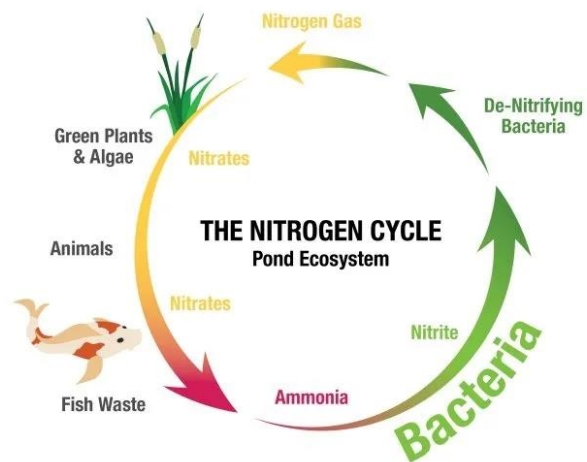 Nitrogen Gas
De-Nitrifying
Bacteria
Green Plants
& Algae
Nitrates
THE NITROGEN CYCLE
Pond Ecosystem
Animals
Nitrates
Nitrite
Bacteria
Fish Waste
Ammonia